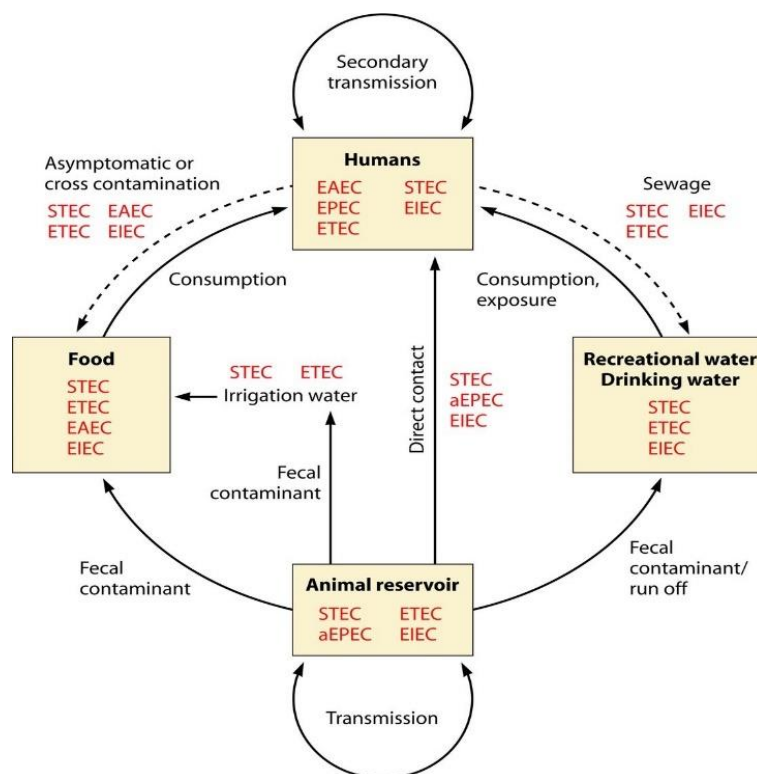 Secondary
transmission
Humans
EAEC STEC
EPEC EIEC
ETEC
Asymptomatic or
cross contamination
STEC EAEC
ETEC EIEC
Sewage
STEC EIEC
ETEC
Consumption
Consumption,
exposure
Food
STEC
ETEC
EAEC
EIEC
STEC ETEC
Irrigation water
Direct contact
STEC
aEPEC
EIEC
Recreational water
Drinking water
STEC
ETEC
EIEC
Fecal
contaminant
Fecal
contaminant
Fecal
contaminant/
run off
Animal reservoir
STEC ETEC
aEPEC EIEC
Transmission